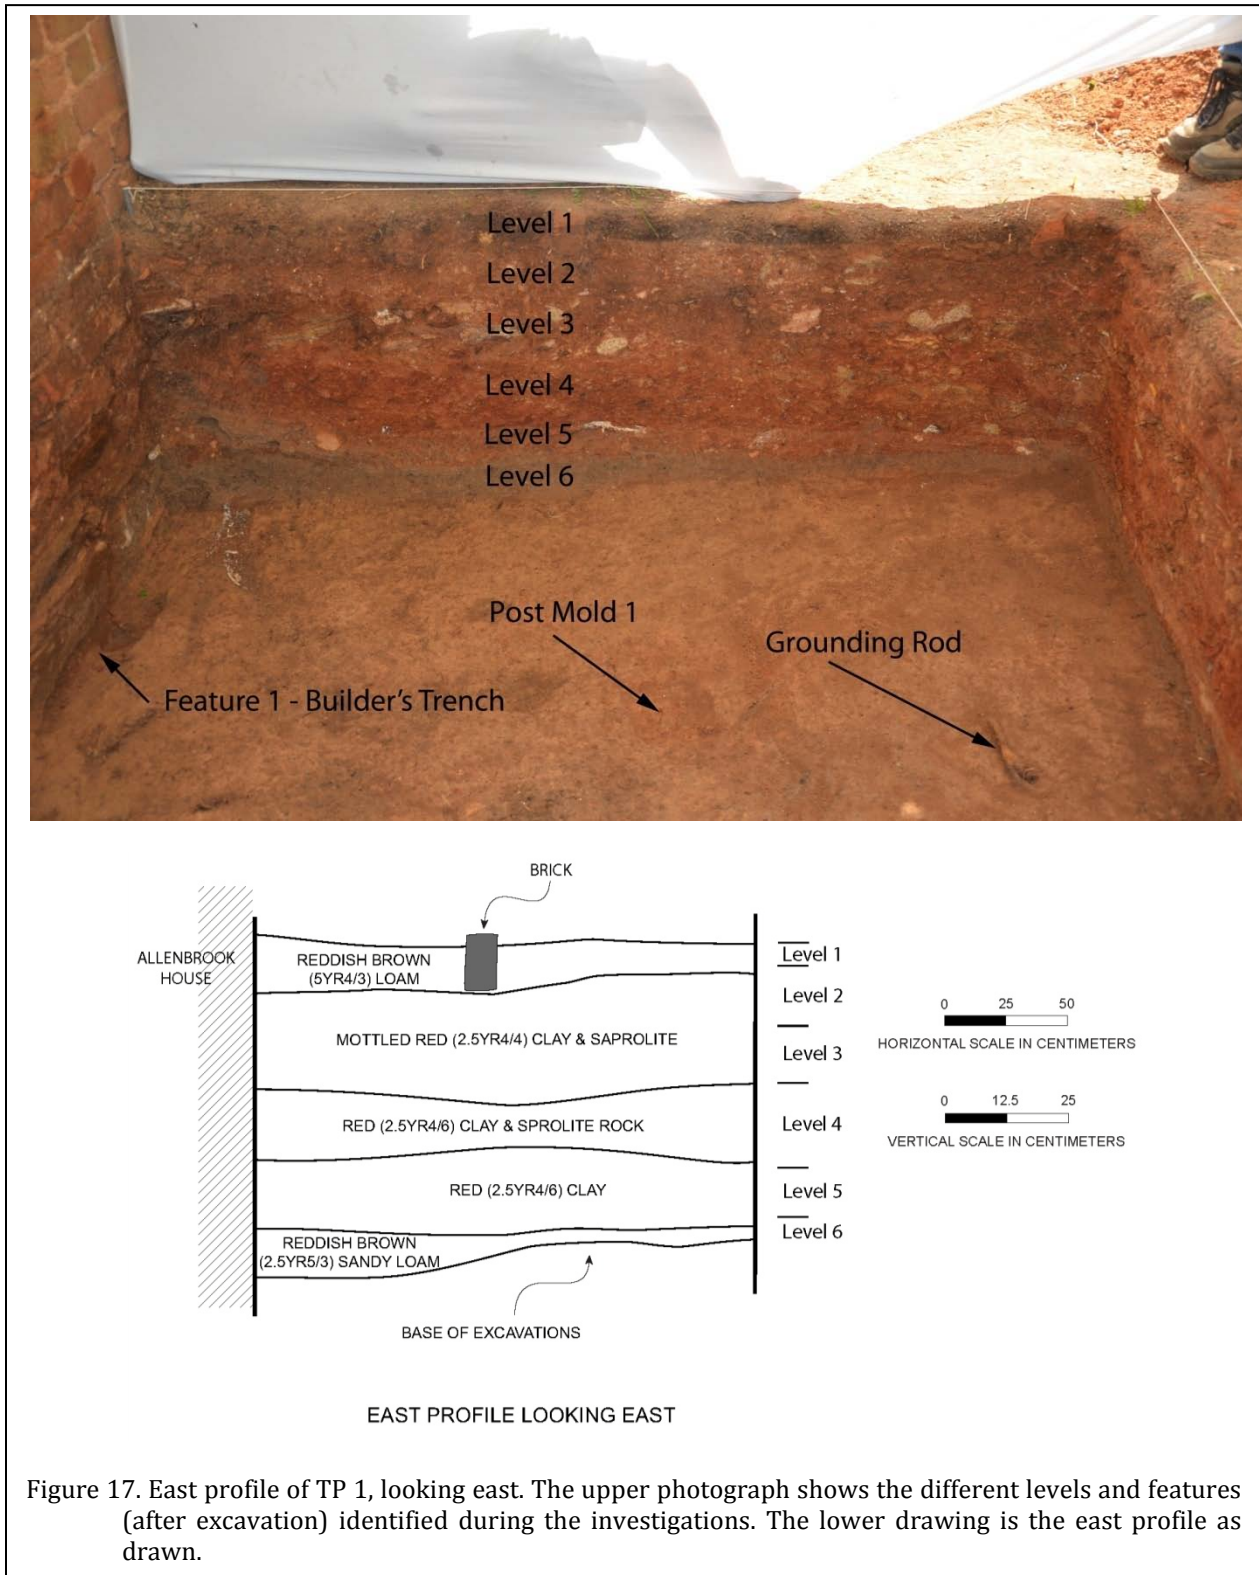 Level 1
Level 2
Level 3
Level 4
Level 5
Level 6
Post Mold 1
Grounding Rod
Feature 1 - Builder's Trench
BRICK
ALLENBROOK
HOUSE
REDDISH BROWN
(5YR4/3) LOAM
MOTTLED RED (2.5YR4/4) CLAY & SAPROLITE
RED (2.5YR4/6) CLAY & SPROLITE ROCK
RED (2.5YR4/6) CLAY
REDDISH BROWN
(2.5YR5/3) SANDY LOAM
BASE OF EXCAVATIONS
Level 1
Level 2
Level 3
Level 4
Level 5
Level 6
0 25 50
HORIZONTAL SCALE IN CENTIMETERS
0 12.5 25
VERTICAL SCALE IN CENTIMETERS
EAST PROFILE LOOKING EAST
Figure 17. East profile of TP 1, looking east. The upper photograph shows the different levels and features
(after excavation) identified during the investigations. The lower drawing is the east profile as
drawn.